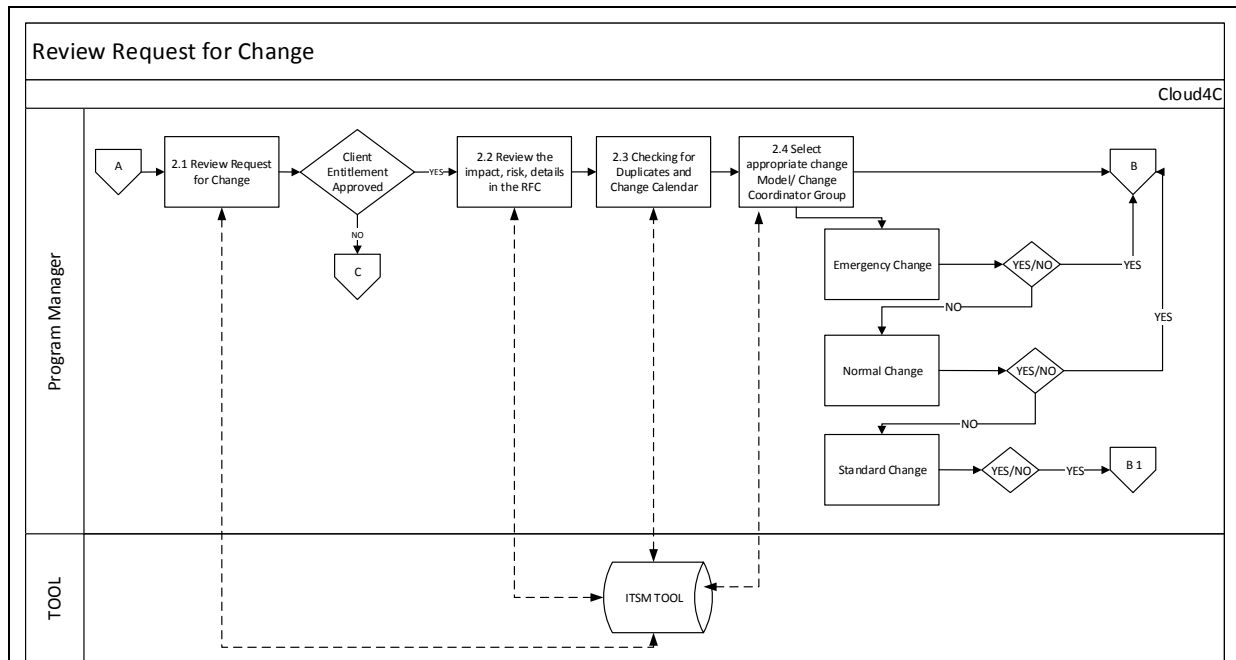 Review Request for Change
Cloud4C
Program Manager
A
2.1 Review Request
for Change
Client
Entitlement
Approved
YES
NO
C
2.2 Review the
impact, risk, details
in the RFC
2.3 Checking for
Duplicates and
Change Calendar
2.4 Select
appropriate change
Model/ Change
Coordinator Group
B
Emergency Change
YES/NO
YES
NO
YES
Normal Change
YES/NO
NO
Standard Change
YES/NO
YES
B 1
TOOL
ITSM TOOL